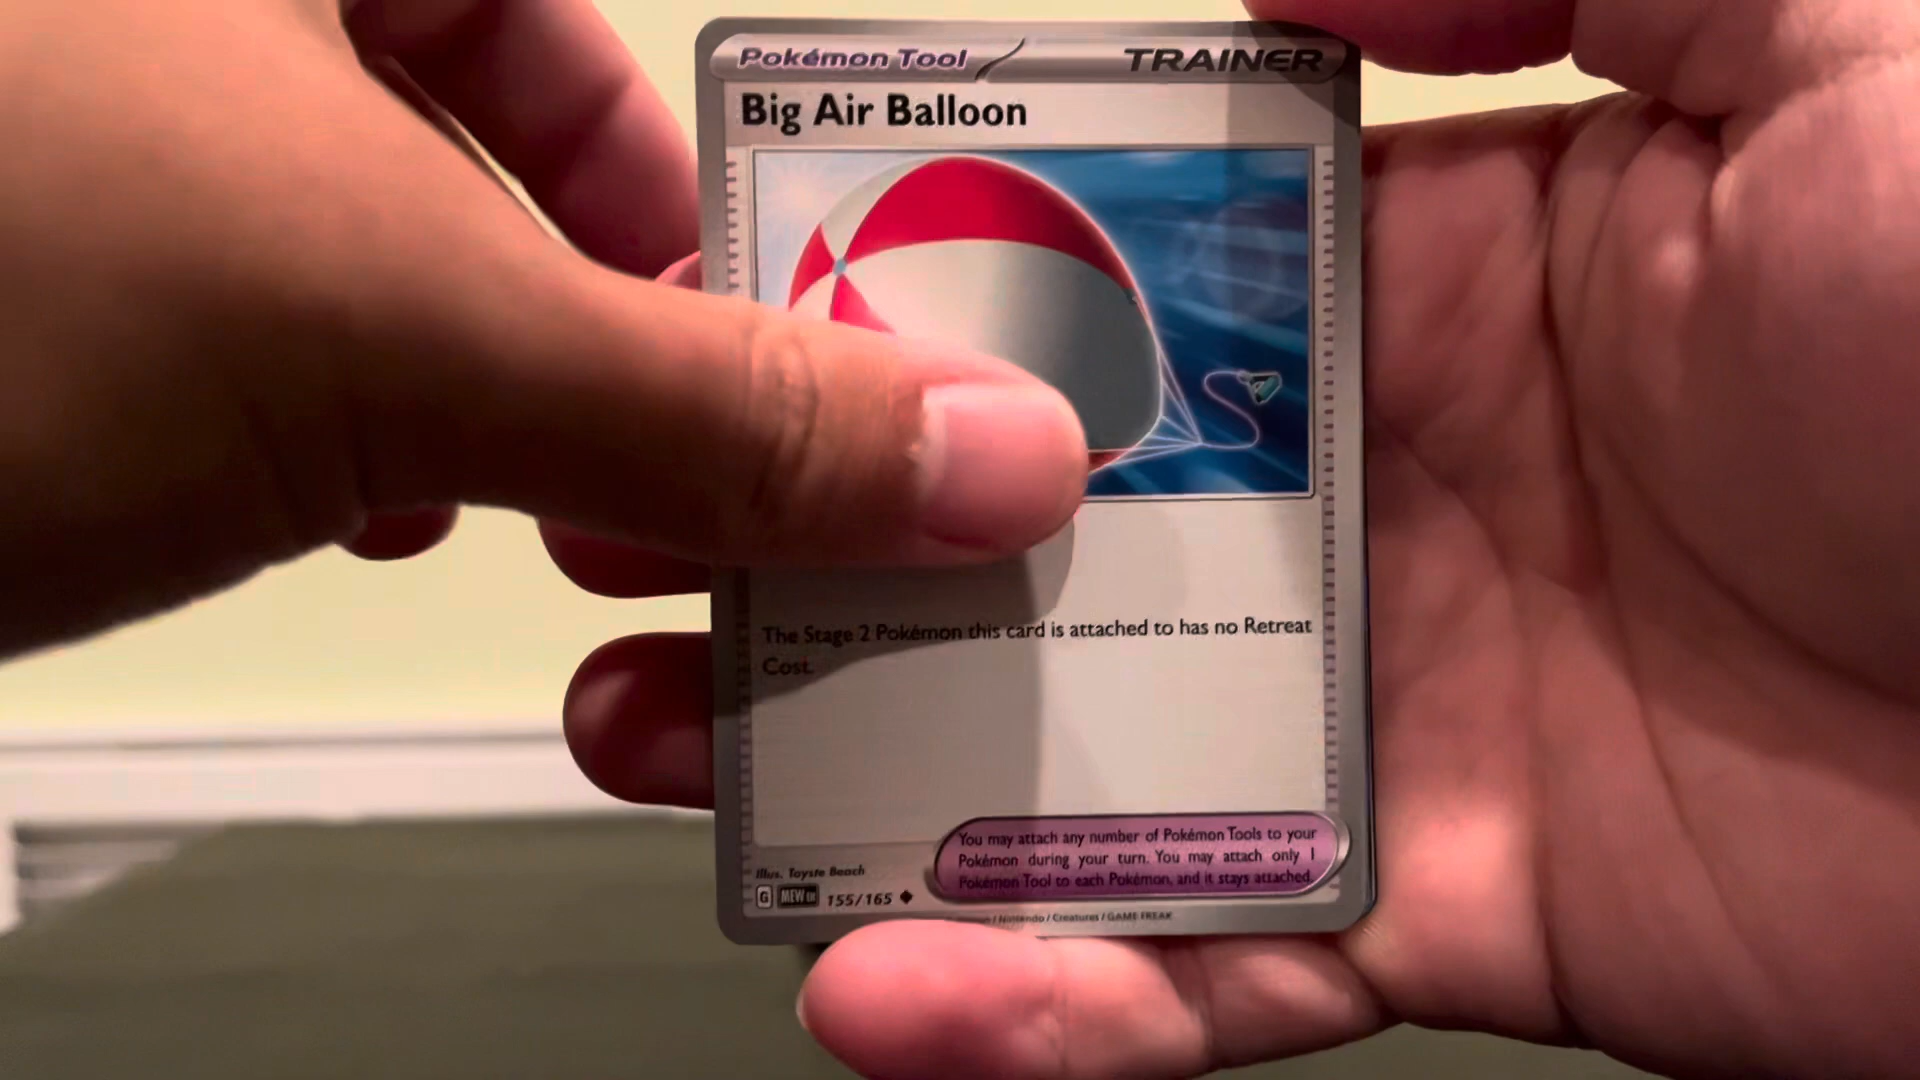 Pokémon Tool
TRAINER
Big Air Balloon
The Stage 2 Pokémon this card is attached to has no Retreat
Cost.
You may attach any number of Pokémon Tools to your
Pokémon during your turn. You may attach only 1
Pokémon Tool to each Pokémon, and it stays attached.
Illus. Toyste Beach
G MEW EN 155/165
/ Nintendo / Creatures / GAME FREAK